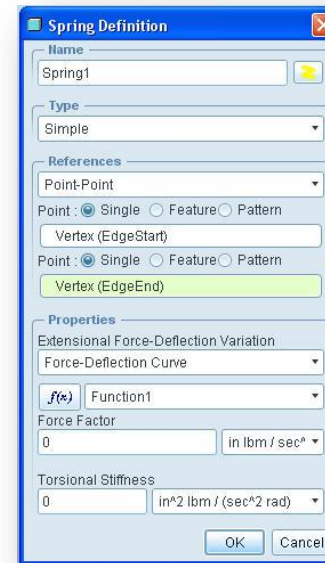 Spring Definition
Name
Spring1
Type
Simple
References
Point-Point
Point : Single Feature Pattern
Vertex (EdgeStart)
Point : Single Feature Pattern
Vertex (EdgeEnd)
Properties
Extensional Force-Deflection Variation
Force-Deflection Curve
f(x) Function1
Force Factor
0 in lbm / sec^
Torsional Stiffness
0 in^2 lbm / (sec^2 rad)
OK Cancel